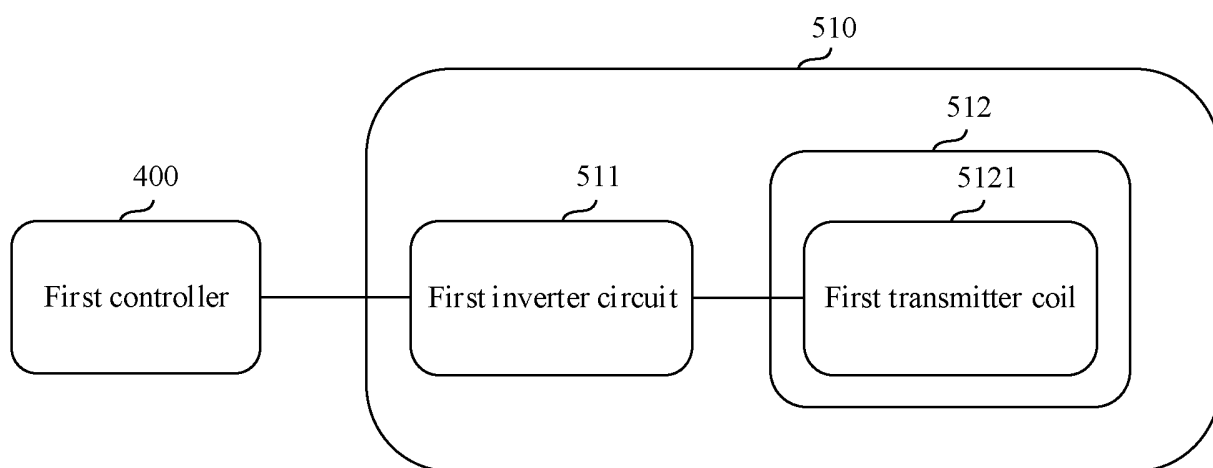 510
512
400
511
5121
First controller
First inverter circuit
First transmitter coil